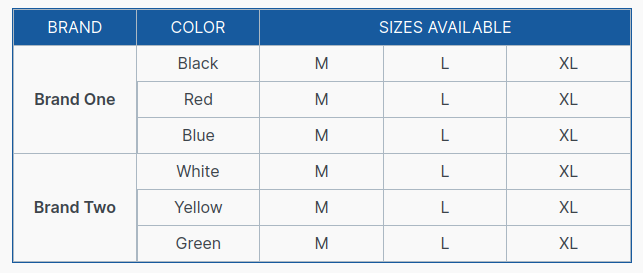 BRAND COLOR SIZES AVAILABLE
Black M L XL
Brand One Red M L XL
Blue M L XL
White M L XL
Brand Two Yellow M L XL
Green M L XL